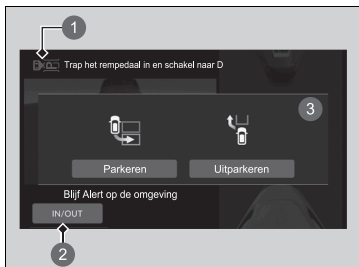 1
Trap het rempedaal in en schakel naar D
3
Parkeren Uitparkeren
Blijf Alert op de omgeving
IN/OUT
2